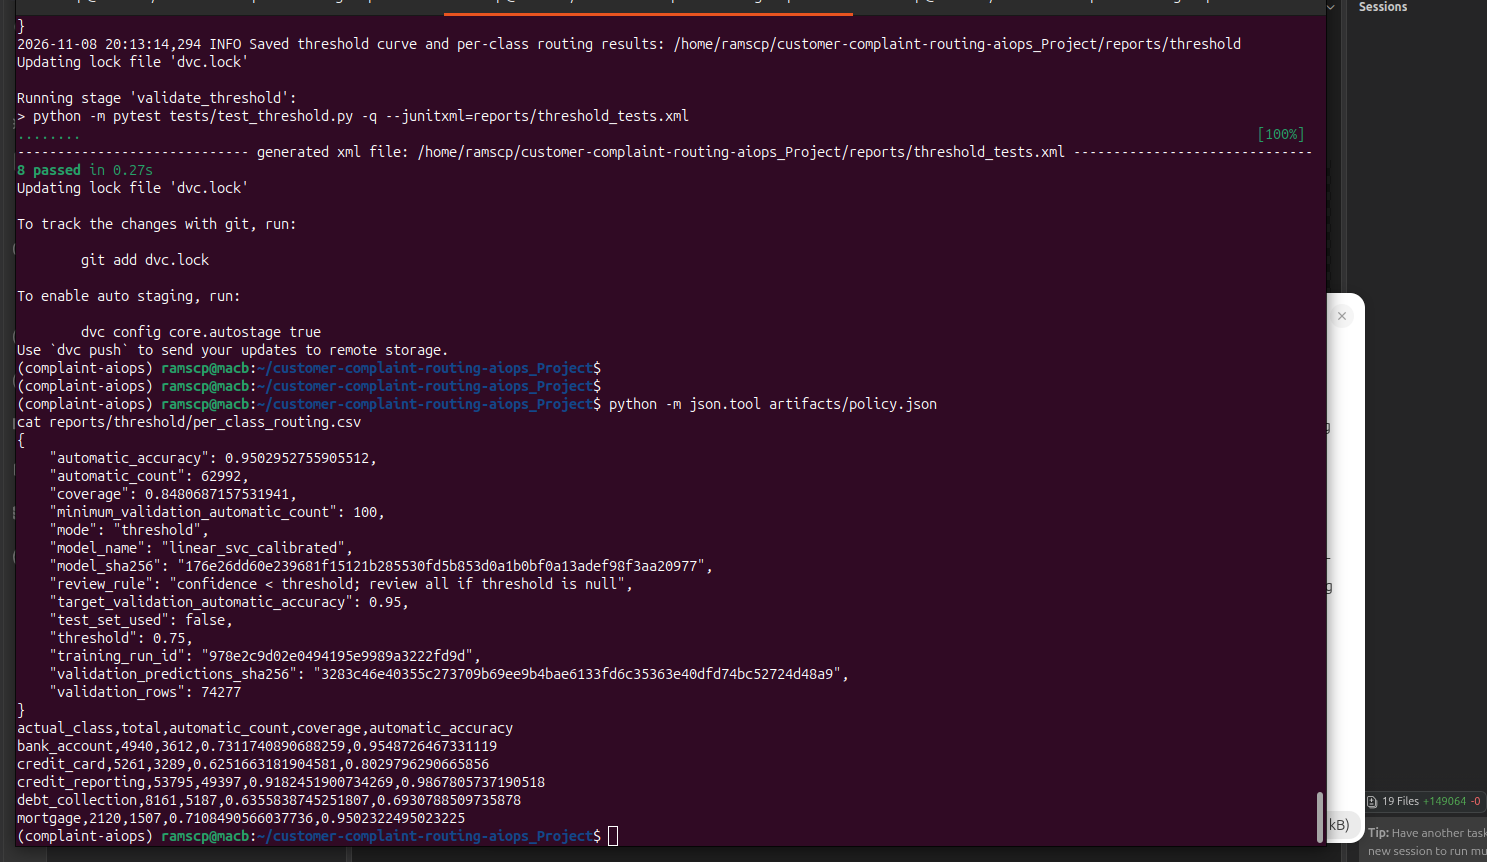 Sessions
}
2026-11-08 20:13:14,294 INFO Saved threshold curve and per-class routing results: /home/ramscp/customer-complaint-routing-aiops_Project/reports/threshold
Updating lock file 'dvc.lock'
Running stage 'validate_threshold':
> python -m pytest tests/test_threshold.py -q --junitxml=reports/threshold_tests.xml
........ [100%]
---------------------------- generated xml file: /home/ramscp/customer-complaint-routing-aiops_Project/reports/threshold_tests.xml -----------------------------
8 passed in 0.27s
Updating lock file 'dvc.lock'
To track the changes with git, run:
git add dvc.lock
To enable auto staging, run:
dvc config core.autostage true
Use `dvc push` to send your updates to remote storage.
(complaint-aiops) ramscp@macb:~/customer-complaint-routing-aiops_Project$
(complaint-aiops) ramscp@macb:~/customer-complaint-routing-aiops_Project$
(complaint-aiops) ramscp@macb:~/customer-complaint-routing-aiops_Project$ python -m json.tool artifacts/policy.json
cat reports/threshold/per_class_routing.csv
{
"automatic_accuracy": 0.9502952755905512,
"automatic_count": 62992,
"coverage": 0.8480687157531941,
"minimum_validation_automatic_count": 100,
"mode": "threshold",
"model_name": "linear_svc_calibrated",
"model_sha256": "176e26dd60e239681f15121b285530fd5b853d0a1b0bf0a13adef98f3aa20977",
"review_rule": "confidence < threshold; review all if threshold is null",
"target_validation_automatic_accuracy": 0.95,
"test_set_used": false,
"threshold": 0.75,
"training_run_id": "978e2c9d02e0494195e9989a3222fd9d",
"validation_predictions_sha256": "3283c46e40355c273709b69ee9b4bae6133fd6c35363e40dfd74bc52724d48a9",
"validation_rows": 74277
}
actual_class,total,automatic_count,coverage,automatic_accuracy
bank_account,4940,3612,0.7311740890688259,0.9548726467331119
credit_card,5261,3289,0.6251663181904581,0.8029796290665856
credit_reporting,53795,49397,0.9182451900734269,0.9867805737190518
debt_collection,8161,5187,0.6355838745251807,0.6930788509735878
mortgage,2120,1507,0.7108490566037736,0.9502322495023225
(complaint-aiops) ramscp@macb:~/customer-complaint-routing-aiops_Project$
19 Files +149064 -0
kB)
Tip: Have another task
new session to run mu